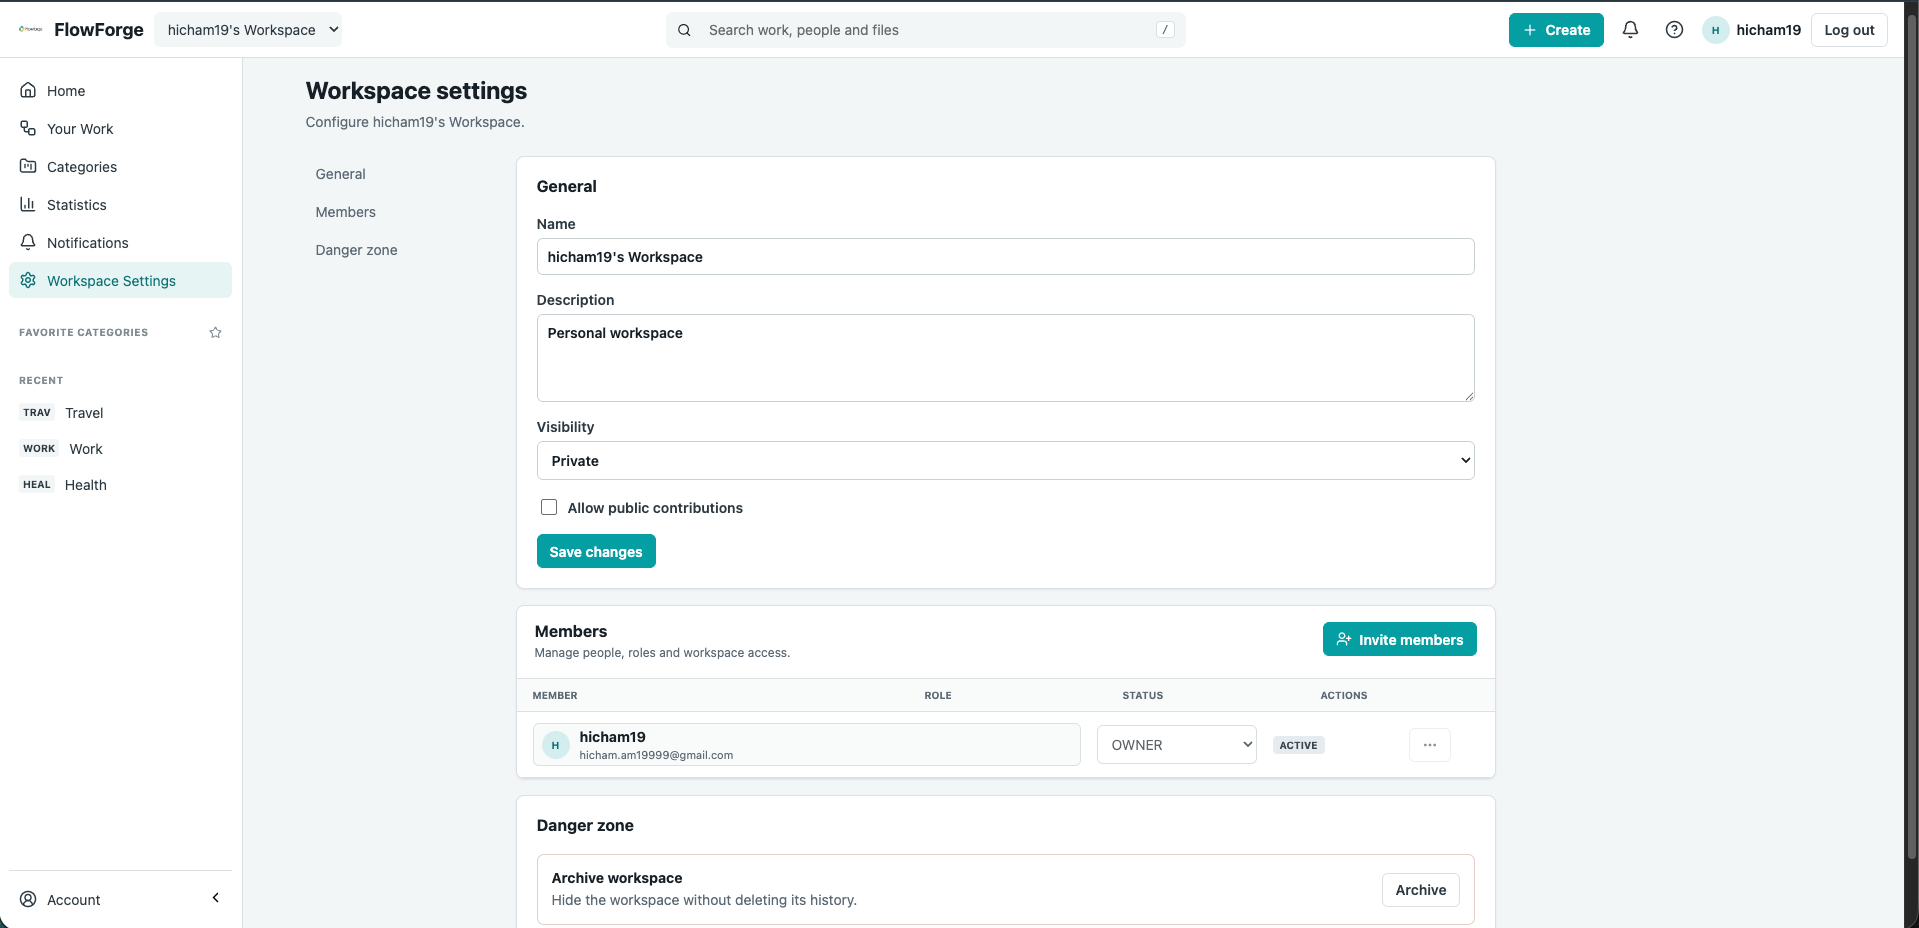 FlowForge
hicham19's Workspace
Search work, people and files
/
+ Create
H
hicham19
Log out
Home
Your Work
Categories
Statistics
Notifications
Workspace Settings
FAVORITE CATEGORIES
RECENT
TRAV Travel
WORK Work
HEAL Health
Account
Workspace settings
Configure hicham19's Workspace.
General
Members
Danger zone
General
Name
hicham19's Workspace
Description
Personal workspace
Visibility
Private
Allow public contributions
Save changes
Members
Manage people, roles and workspace access.
Invite members
MEMBER ROLE STATUS ACTIONS
H
hicham19
hicham.am19999@gmail.com
OWNER
ACTIVE
...
Danger zone
Archive workspace
Hide the workspace without deleting its history.
Archive